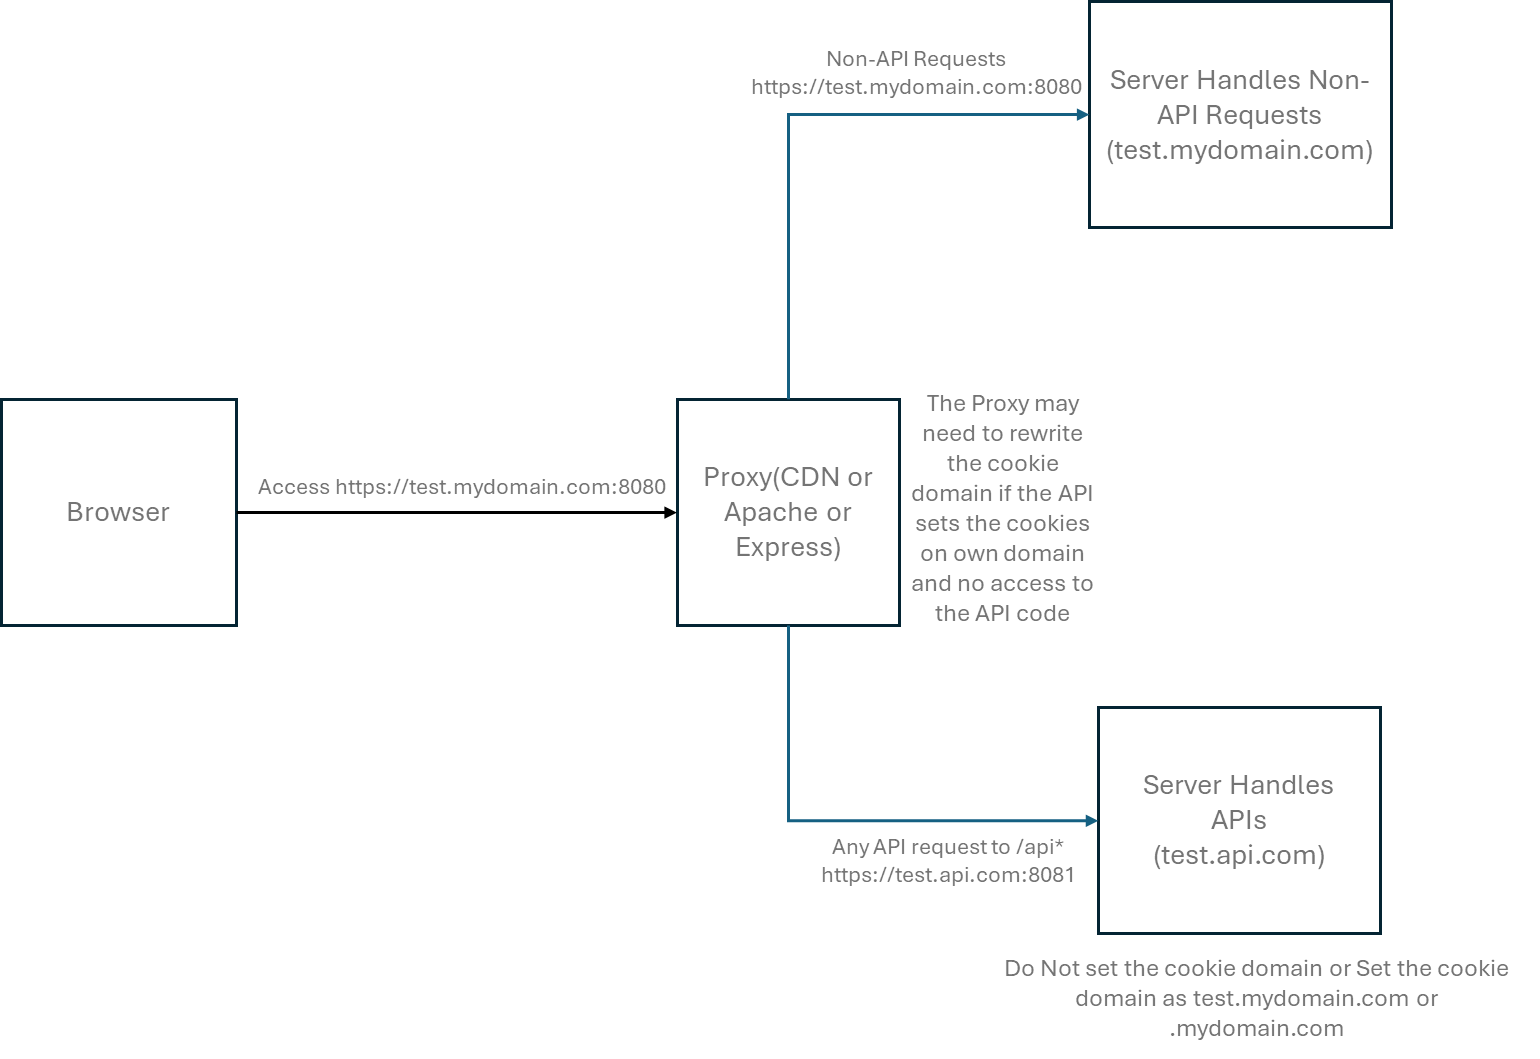 Non-API Requests
https://test.mydomain.com:8080
Server Handles Non-
API Requests
(test.mydomain.com)
Browser
Access https://test.mydomain.com:8080
Proxy(CDN or
Apache or
Express)
The Proxy may
need to rewrite
the cookie
domain if the API
sets the cookies
on own domain
and no access to
the API code
Any API request to /api*
https://test.api.com:8081
Server Handles
APIs
(test.api.com)
Do Not set the cookie domain or Set the cookie
domain as test.mydomain.com or
.mydomain.com